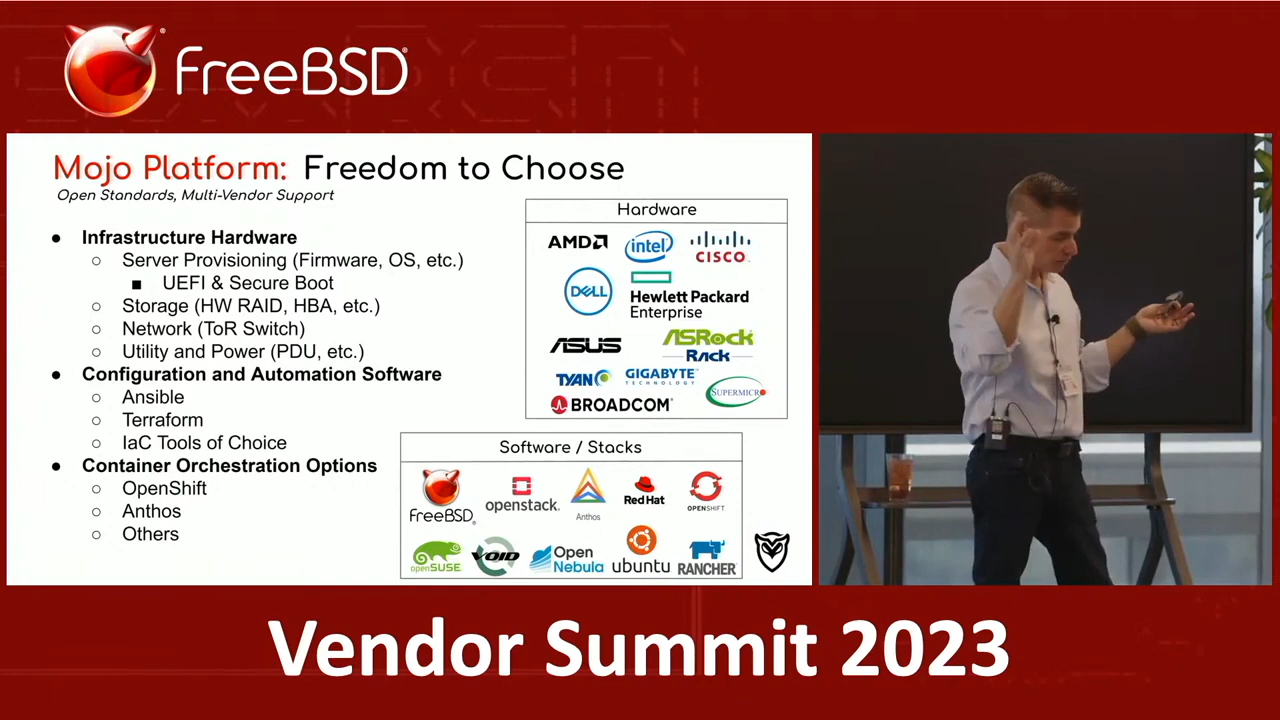 FreeBSD®
Mojo Platform: Freedom to Choose
Open Standards, Multi-Vendor Support
● Infrastructure Hardware
○ Server Provisioning (Firmware, OS, etc.)
■ UEFI & Secure Boot
○ Storage (HW RAID, HBA, etc.)
○ Network (ToR Switch)
○ Utility and Power (PDU, etc.)
● Configuration and Automation Software
○ Ansible
○ Terraform
○ IaC Tools of Choice
● Container Orchestration Options
○ OpenShift
○ Anthos
○ Others
Hardware
AMD intel CISCO
DELL Hewlett Packard
Enterprise
ASUS ASRock
Rack
TYAN GIGABYTE™
TECHNOLOGY
SUPERMICRO
BROADCOM®
Software / Stacks
FreeBSD® openstack. Anthos Red Hat OPENSHIFT
openSUSE VOID Open
Nebula ubuntu RANCHER®
Vendor Summit 2023